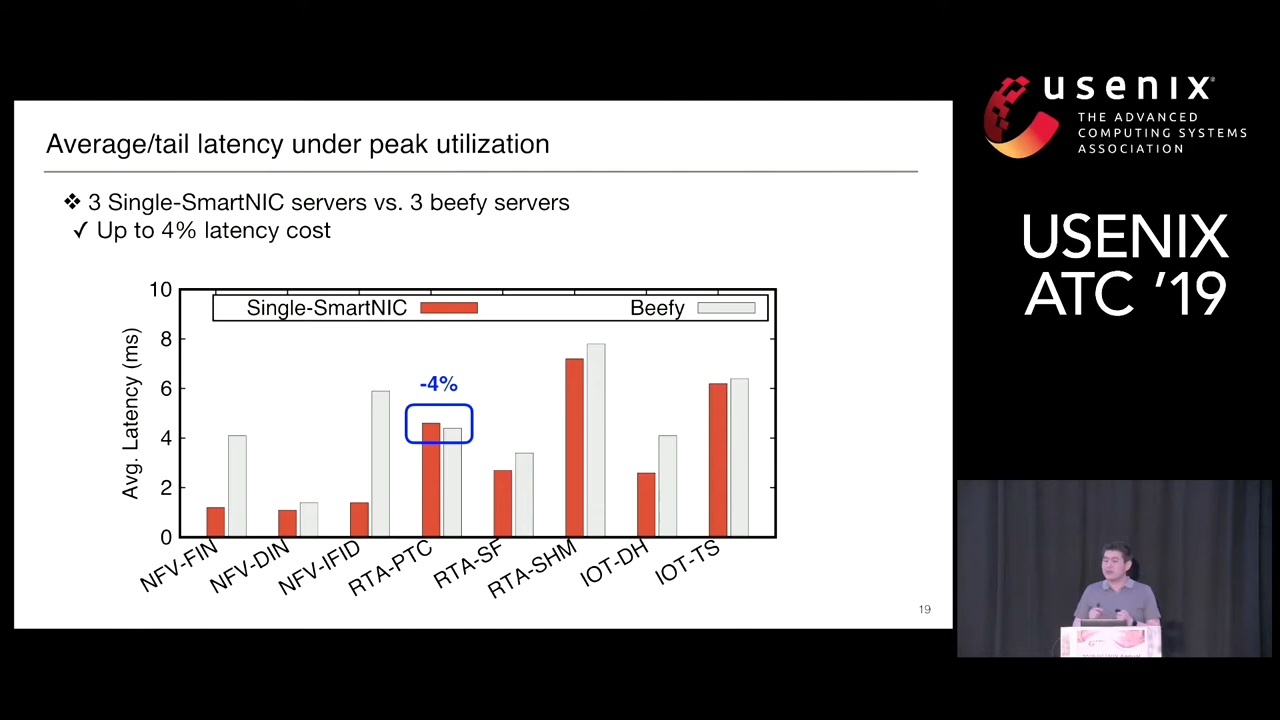 Average/tail latency under peak utilization
❖ 3 Single-SmartNIC servers vs. 3 beefy servers
✓ Up to 4% latency cost
10
8
6
4
2
0
Avg. Latency (ms)
Single-SmartNIC
Beefy
-4%
NFV-FIN
NFV-DIN
NFV-IFID
RTA-PTC
RTA-SF
RTA-SHM
IOT-DH
IOT-TS
19
usenix
THE ADVANCED
COMPUTING SYSTEMS
ASSOCIATION
USENIX
ATC ’19